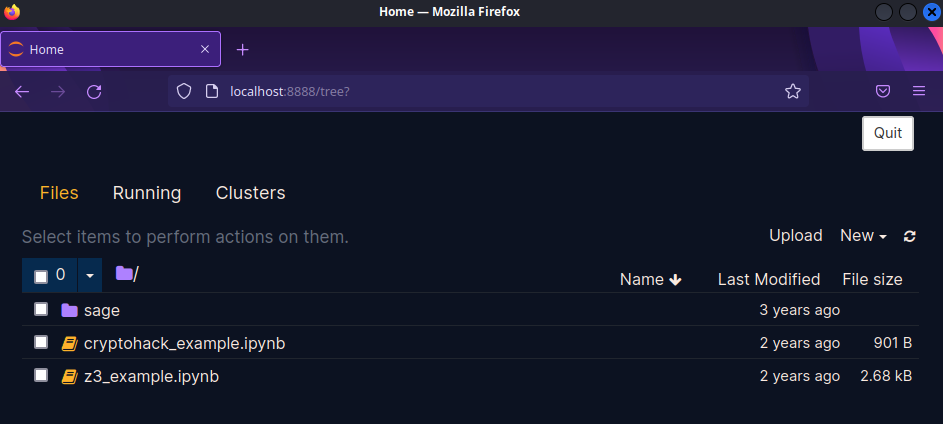 Home — Mozilla Firefox
Home
localhost:8888/tree?
Quit
Files Running Clusters
Select items to perform actions on them. Upload New
0 / Name Last Modified File size
sage 3 years ago
cryptohack_example.ipynb 2 years ago 901 B
z3_example.ipynb 2 years ago 2.68 kB